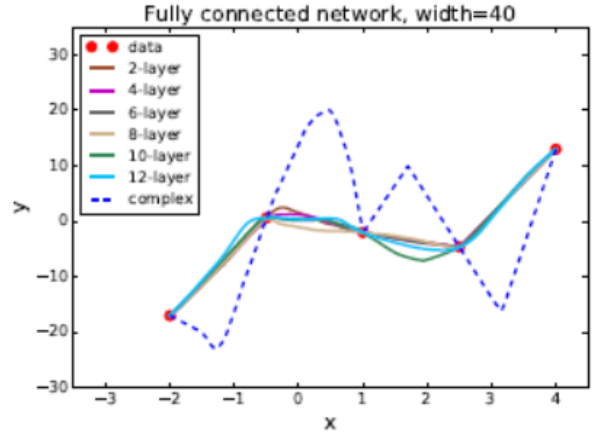 Fully connected network, width=40
data
2-layer
4-layer
6-layer
8-layer
10-layer
12-layer
complex
y
30
20
10
0
−10
−20
−30
−3 −2 −1 0 1 2 3 4
x